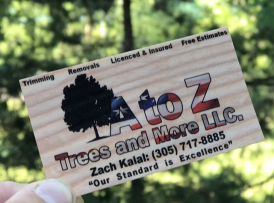 Trimming Removals Licenced & Insured Free Estimates
A to Z
Trees and More LLC.
Zach Kalal: (305) 717-8885
"Our Standard is Excellence"